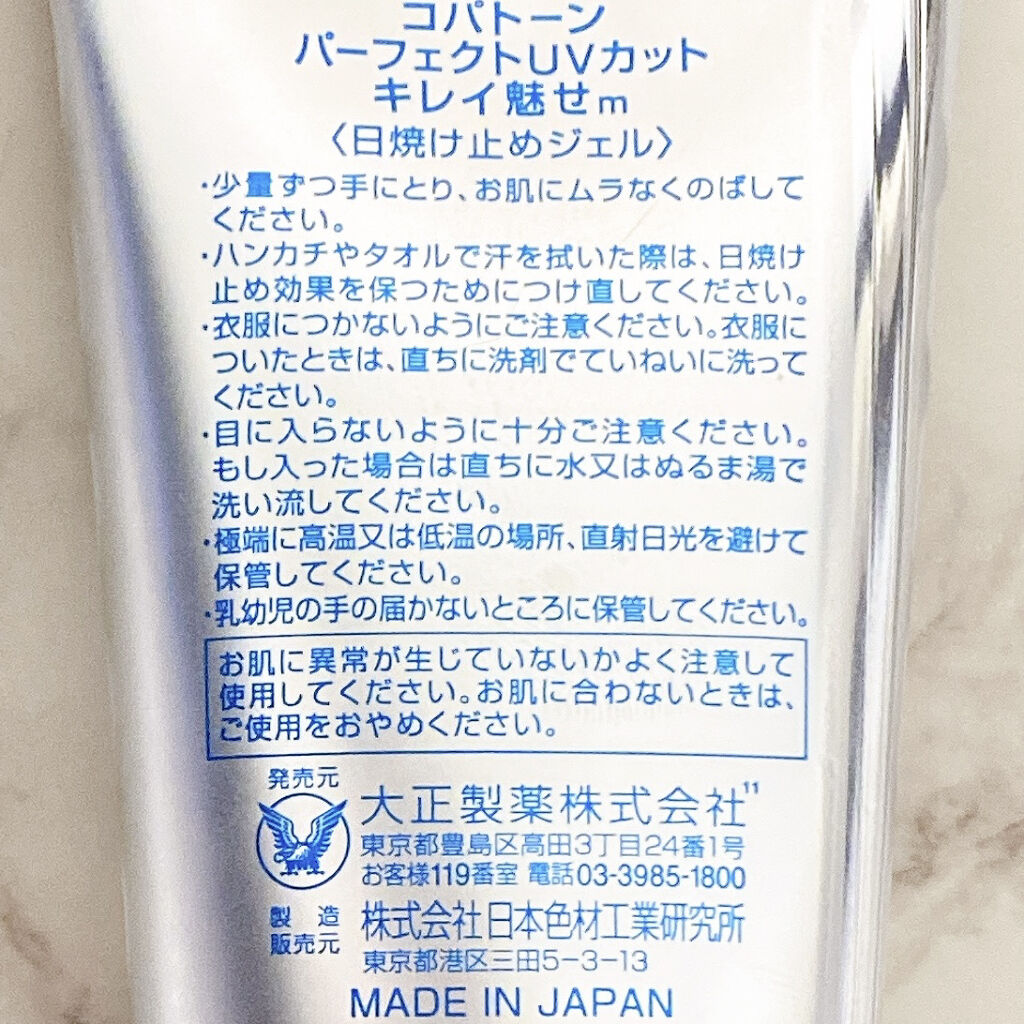 コパトーン
パーフェクトUVカット
キレイ魅せm
〈日焼け止めジェル〉
・少量ずつ手にとり、お肌にムラなくのばして
ください。
・ハンカチやタオルで汗を拭いた際は、日焼け
止め効果を保つためにつけ直してください。
・衣服につかないようにご注意ください。衣服に
ついたときは、直ちに洗剤でていねいに洗って
ください。
・目に入らないように十分ご注意ください。
もし入った場合は直ちに水又はぬるま湯で
洗い流してください。
・極端に高温又は低温の場所、直射日光を避けて
保管してください。
・乳幼児の手の届かないところに保管してください。
お肌に異常が生じていないかよく注意して
使用してください。お肌に合わないときは、
ご使用をおやめください。
発売元
大正製薬株式会社11
東京都豊島区高田3丁目24番1号
お客様119番室 電話03-3985-1800
製造
販売元
株式会社日本色材工業研究所
東京都港区三田5-3-13
MADE IN JAPAN